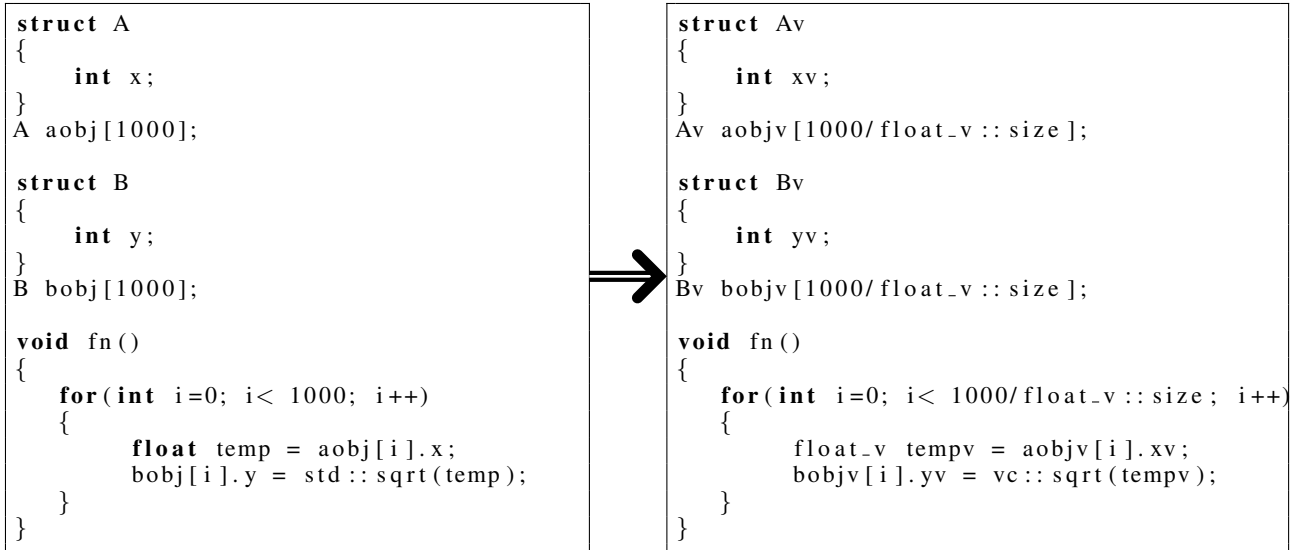 struct A
{
    int x;
}
A aobj[1000];

struct B
{
    int y;
}
B bobj[1000];

void fn()
{
    for(int i=0; i< 1000; i++)
    {
        float temp = aobj[i].x;
        bobj[i].y = std::sqrt(temp);
    }
}

struct Av
{
    int xv;
}
Av aobjv[1000/float_v::size];

struct Bv
{
    int yv;
}
Bv bobjv[1000/float_v::size];

void fn()
{
    for(int i=0; i< 1000/float_v::size; i++)
    {
        float_v tempv = aobjv[i].xv;
        bobjv[i].yv = vc::sqrt(tempv);
    }
}